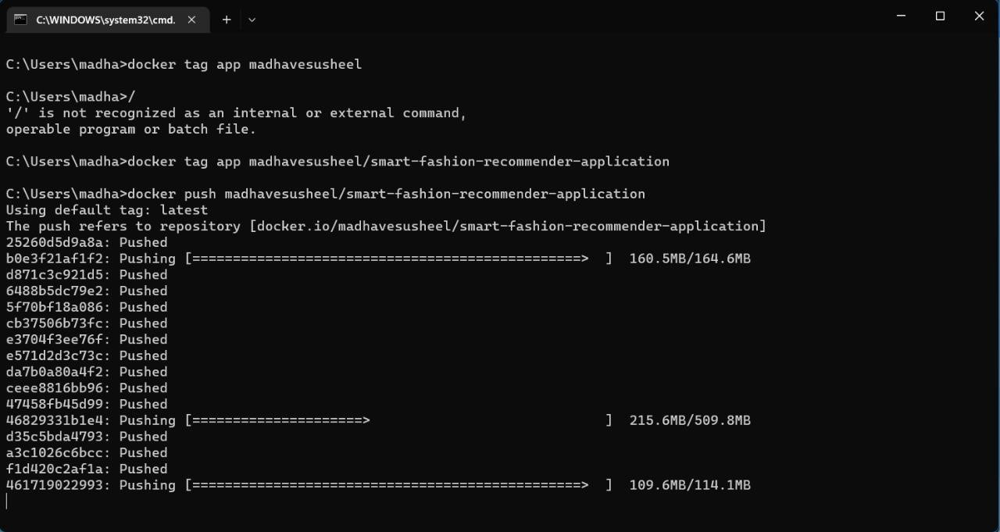 C:\WINDOWS\system32\cmd.
C:\Users\madha>docker tag app madhavesusheel
C:\Users\madha>/
'/' is not recognized as an internal or external command,
operable program or batch file.
C:\Users\madha>docker tag app madhavesusheel/smart-fashion-recommender-application
C:\Users\madha>docker push madhavesusheel/smart-fashion-recommender-application
Using default tag: latest
The push refers to repository [docker.io/madhavesusheel/smart-fashion-recommender-application]
25260d5d9a8a: Pushed
b0e3f21af1f2: Pushing [================================================>  ]  160.5MB/164.6MB
d871c3c921d5: Pushed
6488b5dc79e2: Pushed
5f70bf18a086: Pushed
cb37506b73fc: Pushed
e3704f3ee76f: Pushed
e571d2d3c73c: Pushed
da7b0a80a4f2: Pushed
ceee8816bb96: Pushed
47458fb45d99: Pushed
46829331b1e4: Pushing [=====================>                             ]  215.6MB/509.8MB
d35c5bda4793: Pushed
a3c1026c6bcc: Pushed
f1d420c2af1a: Pushed
461719022993: Pushing [================================================>  ]  109.6MB/114.1MB